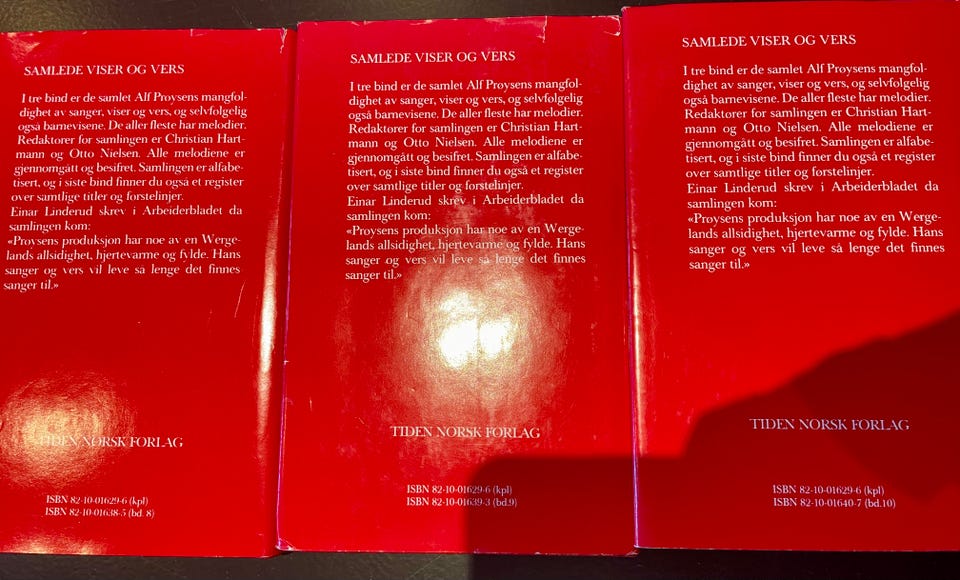 SAMLEDE VISER OG VERS
I tre bind er de samlet Alf Prøysens mangfol-
dighet av sanger, viser og vers, og selvfølgelig
også barnevisene. De aller fleste har melodier.
Redaktører for samlingen er Christian Hart-
mann og Otto Nielsen. Alle melodiene er
gjennomgått og besifret. Samlingen er alfabe-
tisert, og i siste bind finner du også et register
over samtlige titler og førstelinjer.
Einar Linderud skrev i Arbeiderbladet da
samlingen kom:
«Prøysens produksjon har noe av en Werge-
lands allsidighet, hjertevarme og fylde. Hans
sanger og vers vil leve så lenge det finnes
sanger til.»
TIDEN NORSK FORLAG
ISBN 82-10-01629-6 (kpl)
ISBN 82-10-01638-5 (bd. 8)
SAMLEDE VISER OG VERS
I tre bind er de samlet Alf Prøysens mangfol-
dighet av sanger, viser og vers, og selvfølgelig
også barnevisene. De aller fleste har melodier.
Redaktører for samlingen er Christian Hart-
mann og Otto Nielsen. Alle melodiene er
gjennomgått og besifret. Samlingen er alfabe-
tisert, og i siste bind finner du også et register
over samtlige titler og førstelinjer.
Einar Linderud skrev i Arbeiderbladet da
samlingen kom:
«Prøysens produksjon har noe av en Werge-
lands allsidighet, hjertevarme og fylde. Hans
sanger og vers vil leve så lenge det finnes
sanger til.»
TIDEN NORSK FORLAG
ISBN 82-10-01629-6 (kpl)
ISBN 82-10-01639-3 (bd.9)
SAMLEDE VISER OG VERS
I tre bind er de samlet Alf Prøysens mangfol-
dighet av sanger, viser og vers, og selvfølgelig
også barnevisene. De aller fleste har melodier.
Redaktører for samlingen er Christian Hart-
mann og Otto Nielsen. Alle melodiene er
gjennomgått og besifret. Samlingen er alfabe-
tisert, og i siste bind finner du også et register
over samtlige titler og førstelinjer.
Einar Linderud skrev i Arbeiderbladet da
samlingen kom:
«Prøysens produksjon har noe av en Werge-
lands allsidighet, hjertevarme og fylde. Hans
sanger og vers vil leve så lenge det finnes
sanger til.»
TIDEN NORSK FORLAG
ISBN 82-10-01629-6 (kpl)
ISBN 82-10-01640-7 (bd.10)